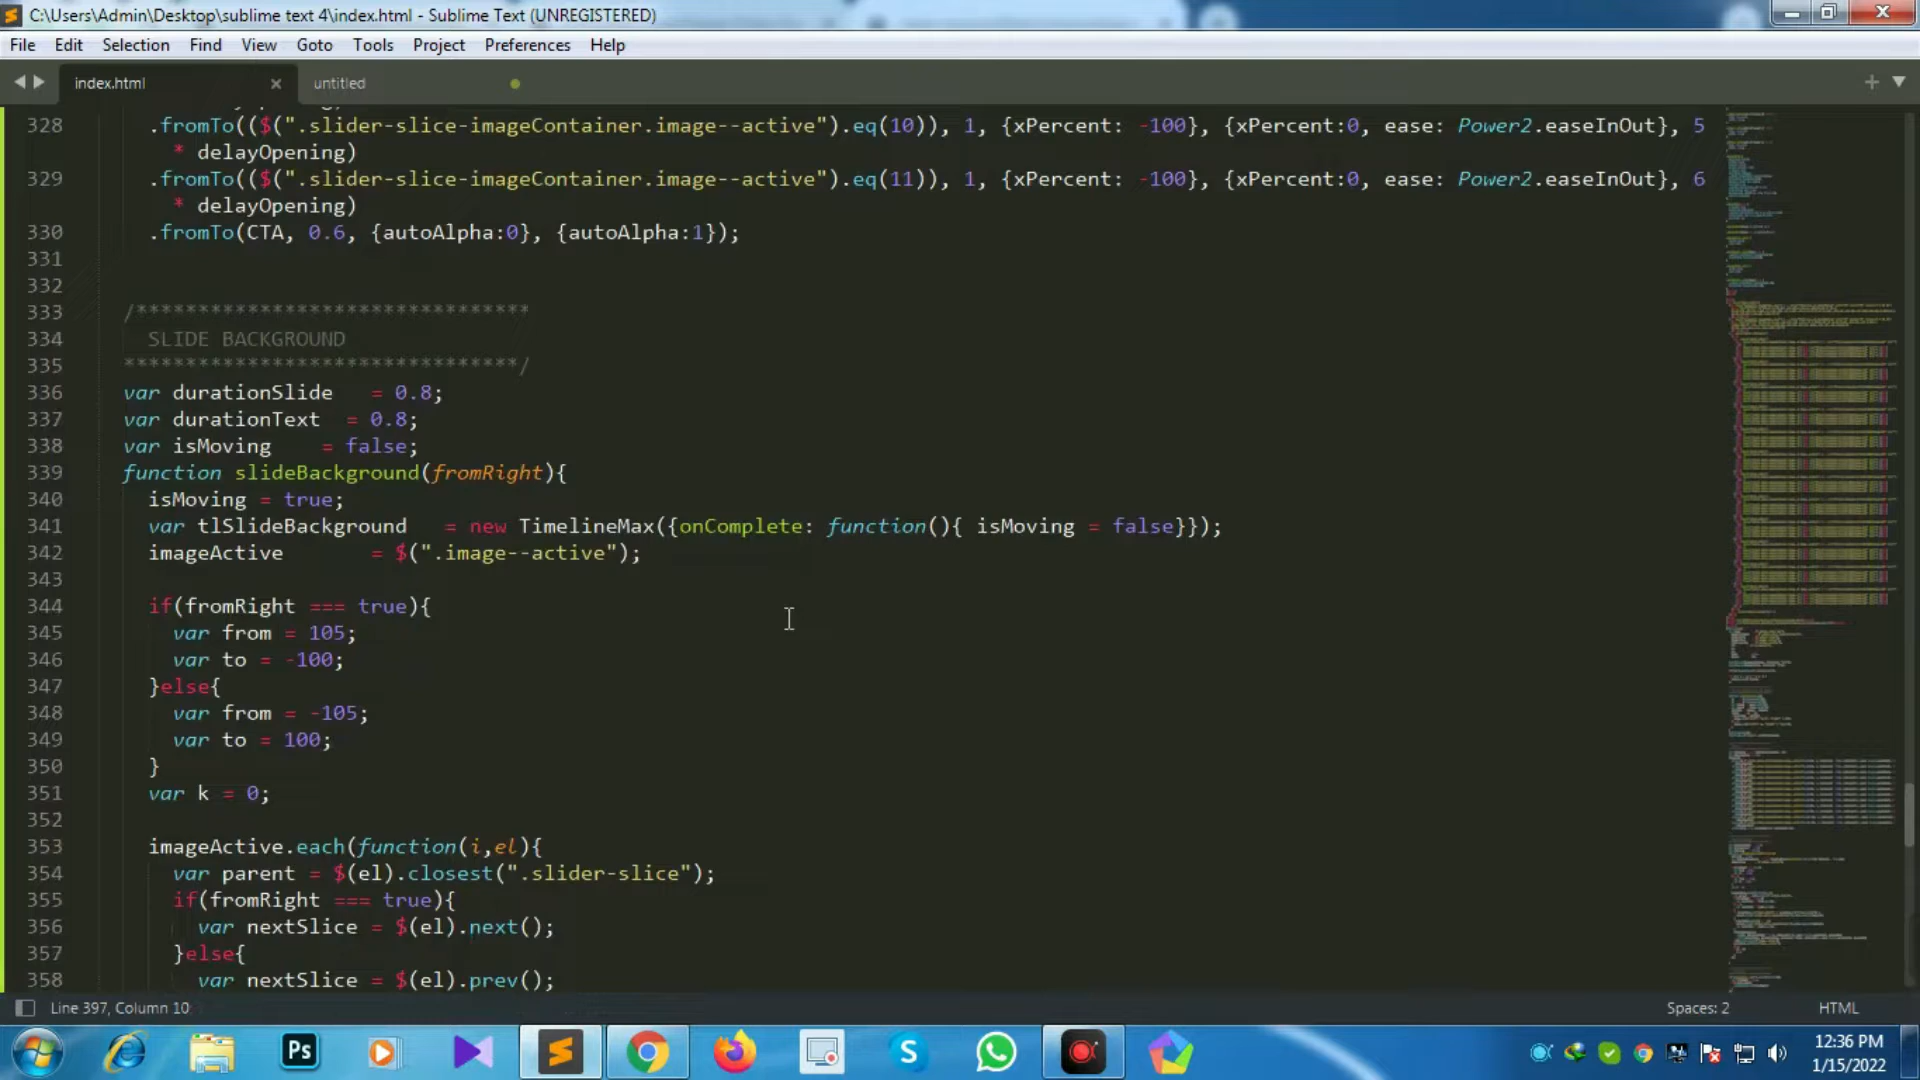 C:\Users\Admin\Desktop\sublime text 4\index.html - Sublime Text (UNREGISTERED)
File Edit Selection Find View Goto Tools Project Preferences Help
index.html untitled
328 .fromTo(($(".slider-slice-imageContainer.image--active").eq(10)), 1, {xPercent: -100}, {xPercent:0, ease: Power2.easeInOut}, 5
* delayOpening)
329 .fromTo(($(".slider-slice-imageContainer.image--active").eq(11)), 1, {xPercent: -100}, {xPercent:0, ease: Power2.easeInOut}, 6
* delayOpening)
330 .fromTo(CTA, 0.6, {autoAlpha:0}, {autoAlpha:1});
331
332
333 /********************************
334 SLIDE BACKGROUND
335 ********************************/
336 var durationSlide   = 0.8;
337 var durationText  = 0.8;
338 var isMoving    = false;
339 function slideBackground(fromRight){
340 isMoving = true;
341 var tlSlideBackground   = new TimelineMax({onComplete: function(){ isMoving = false}});
342 imageActive       = $(".image--active");
343
344 if(fromRight === true){
345 var from = 105;
346 var to = -100;
347 }else{
348 var from = -105;
349 var to = 100;
350 }
351 var k = 0;
352
353 imageActive.each(function(i,el){
354 var parent = $(el).closest(".slider-slice");
355 if(fromRight === true){
356 var nextSlice = $(el).next();
357 }else{
358 var nextSlice = $(el).prev();
Line 397, Column 10 Spaces: 2 HTML
Ps
12:36 PM
1/15/2022